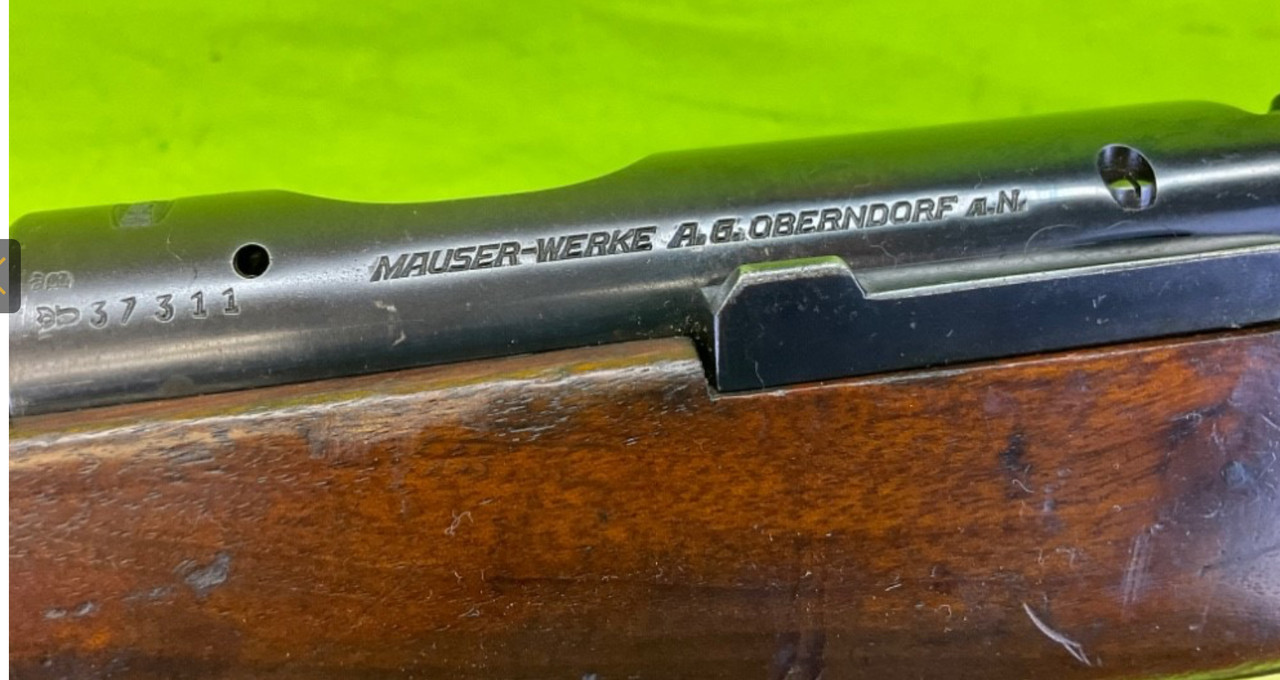 MAUSER-WERKE A.G. OBERNDORF A.N.
37311